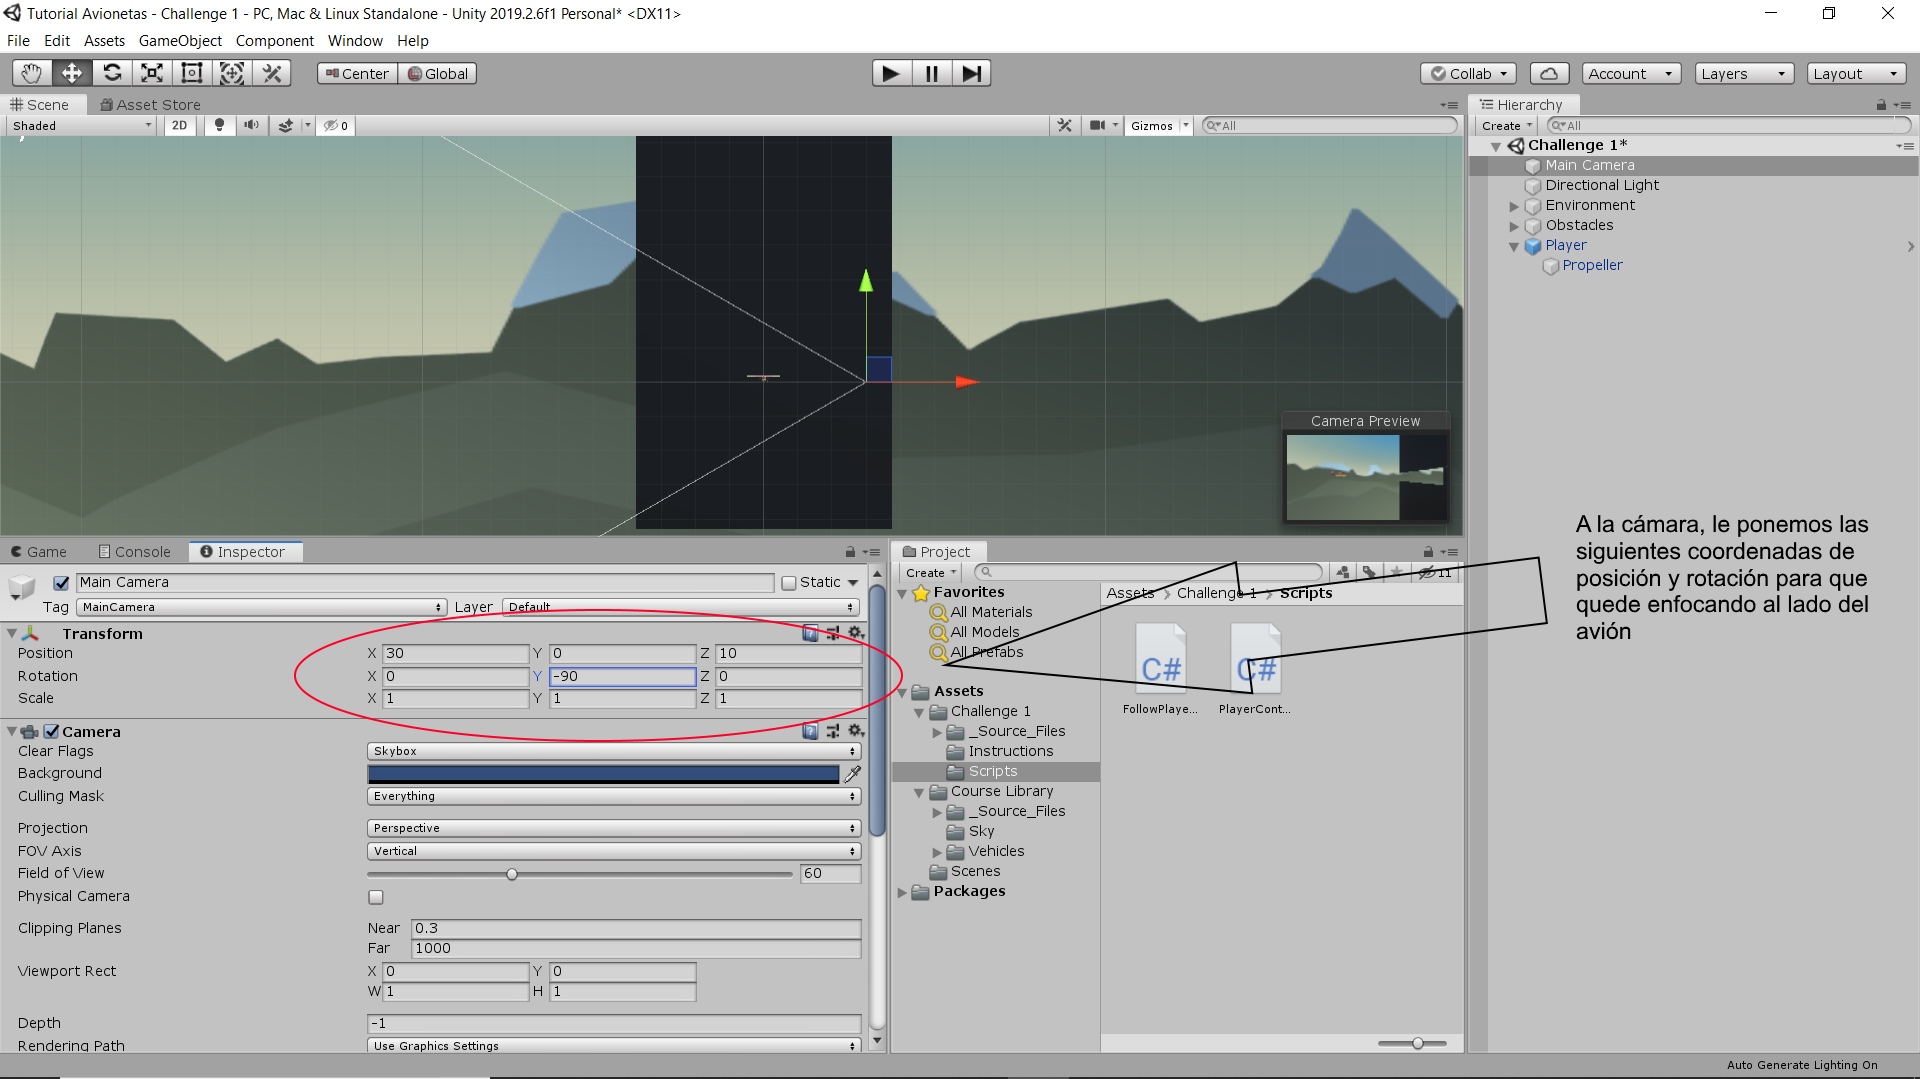 Tutorial Avionetas - Challenge 1 - PC, Mac & Linux Standalone - Unity 2019.2.6f1 Personal* <DX11>
File Edit Assets GameObject Component Window Help
Center Global
Collab Account Layers Layout
Scene Asset Store
Shaded 2D 0 Gizmos All
Hierarchy
Create All
Challenge 1*
Main Camera
Directional Light
Environment
Obstacles
Player
Propeller
Camera Preview
A la cámara, le ponemos las
siguientes coordenadas de
posición y rotación para que
quede enfocando al lado del
avión
Game Console Inspector
Main Camera Static
Tag MainCamera Layer Default
Transform
Position X 30 Y 0 Z 10
Rotation X 0 Y -90 Z 0
Scale X 1 Y 1 Z 1
Camera
Clear Flags Skybox
Background
Culling Mask Everything
Projection Perspective
FOV Axis Vertical
Field of View 60
Physical Camera
Clipping Planes Near 0.3
Far 1000
Viewport Rect X 0 Y 0
W 1 H 1
Depth -1
Rendering Path Use Graphics Settings
Project
Create 11
Favorites
All Materials
All Models
All Prefabs
Assets
Challenge 1
_Source_Files
Instructions
Scripts
Course Library
_Source_Files
Sky
Vehicles
Scenes
Packages
Assets > Challenge 1 > Scripts
C# C#
FollowPlaye... PlayerCont...
Auto Generate Lighting On